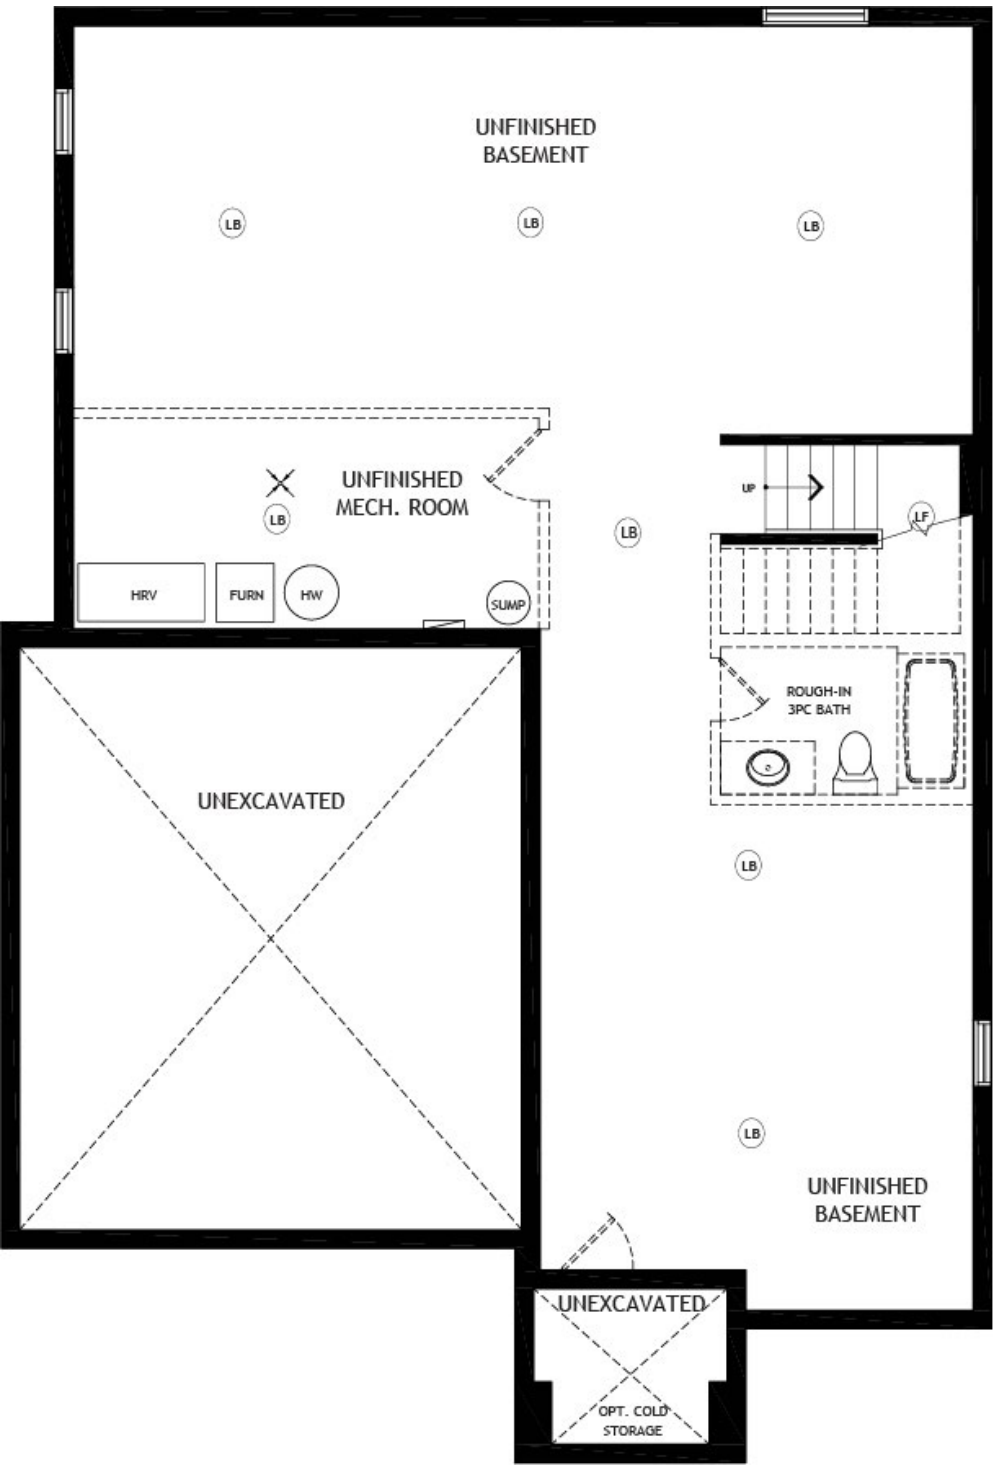 UNFINISHED
BASEMENT
LB
LB
LB
UNFINISHED
MECH. ROOM
UP
LB
LF
LB
HRV
FURN
HW
SUMP
ROUGH-IN
3PC BATH
UNEXCAVATED
LB
LB
UNFINISHED
BASEMENT
UNEXCAVATED
OPT. COLD
STORAGE